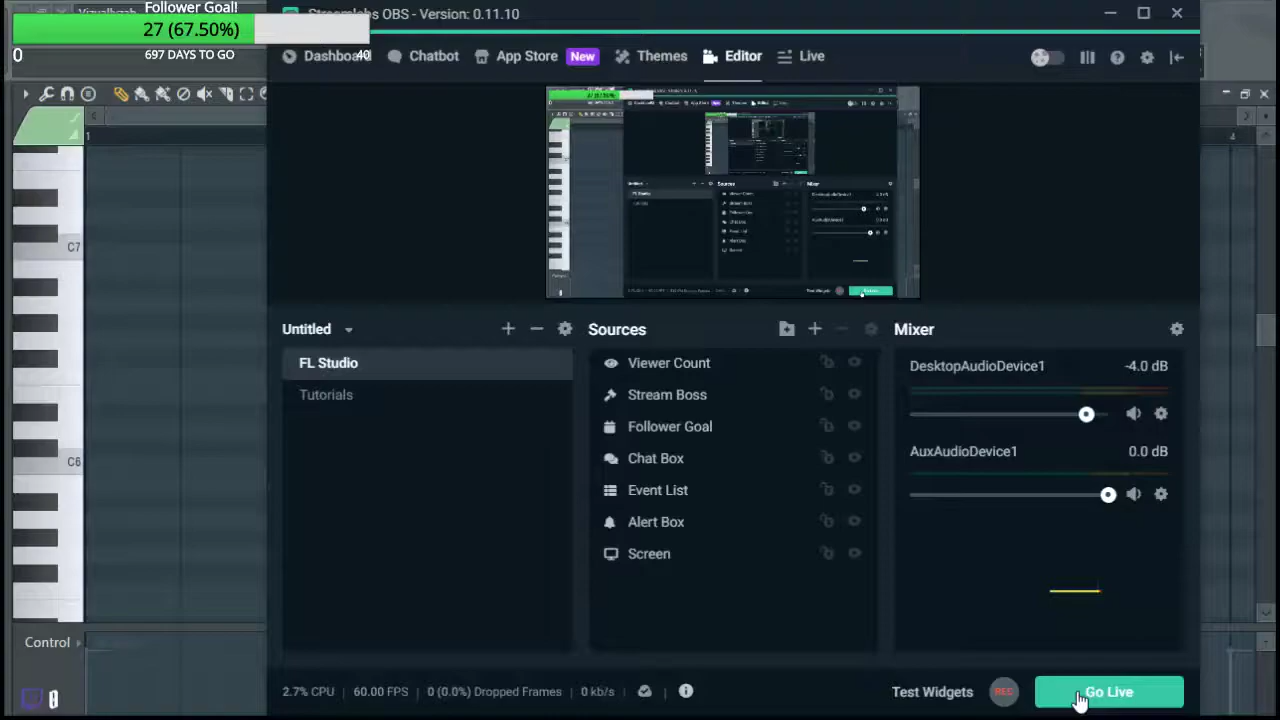 Follower Goal!
27 (67.50%)
0
40
697 DAYS TO GO
Streamlabs OBS - Version: 0.11.10
Dashboard
Chatbot
App Store
New
Themes
Editor
Live
1
4
C7
C6
Control
0
Untitled
FL Studio
Tutorials
Sources
Viewer Count
Stream Boss
Follower Goal
Chat Box
Event List
Alert Box
Screen
Mixer
DesktopAudioDevice1
-4.0 dB
AuxAudioDevice1
0.0 dB
2.7% CPU
60.00 FPS
0 (0.0%) Dropped Frames
0 kb/s
Test Widgets
REC
Go Live